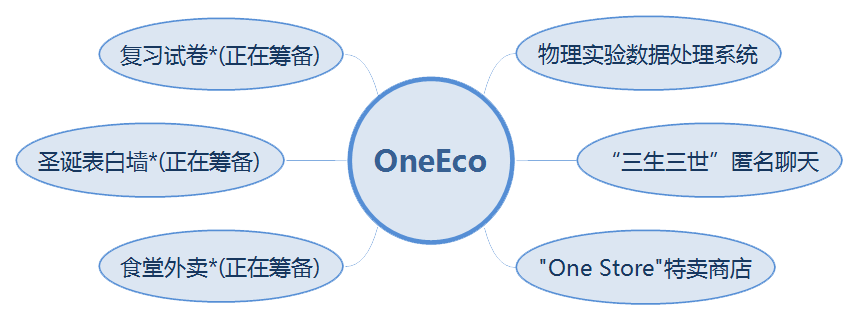 复习试卷*(正在筹备)
物理实验数据处理系统
圣诞表白墙*(正在筹备)
OneEco
“三生三世”匿名聊天
食堂外卖*(正在筹备)
"One Store"特卖商店